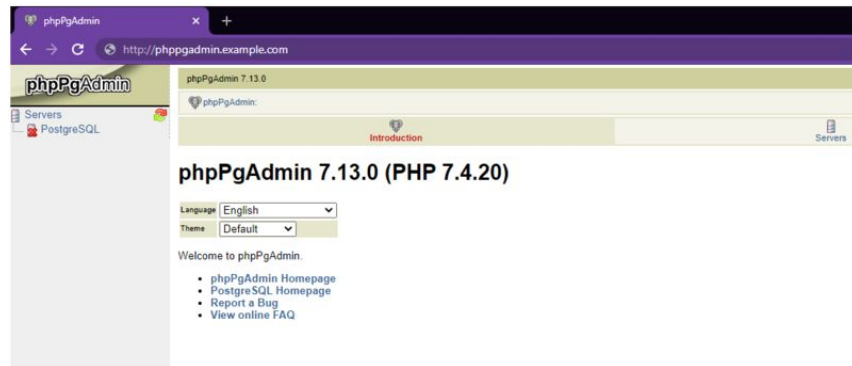 phpPgAdmin
http://phppgadmin.example.com
phpPgAdmin
Servers
PostgreSQL
phpPgAdmin 7.13.0
phpPgAdmin:
Introduction
Servers
phpPgAdmin 7.13.0 (PHP 7.4.20)
Language English
Theme Default
Welcome to phpPgAdmin.
• phpPgAdmin Homepage
• PostgreSQL Homepage
• Report a Bug
• View online FAQ